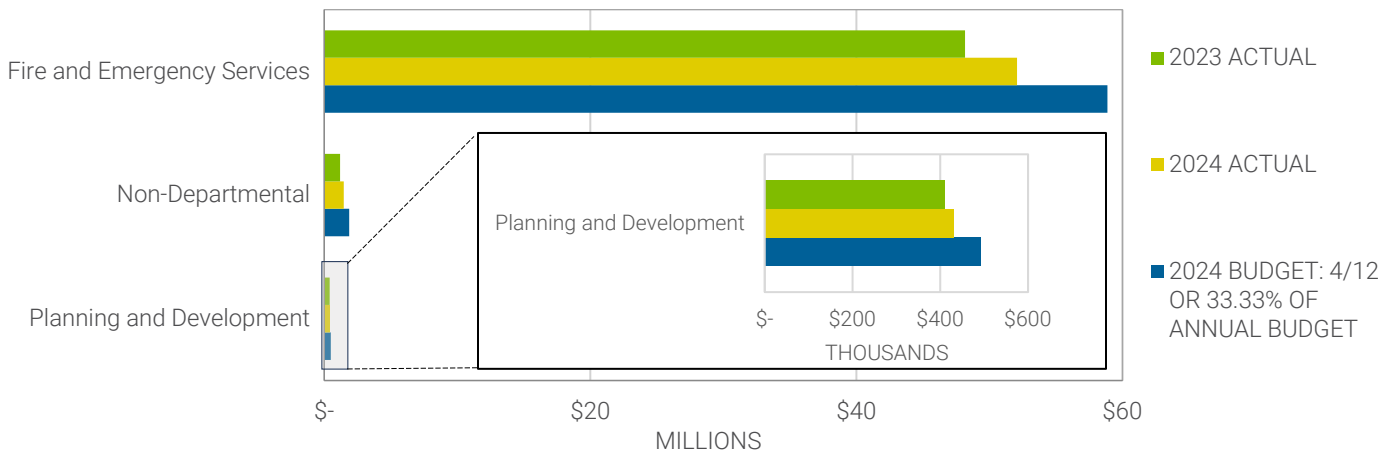 Fire and Emergency Services
Non-Departmental
Planning and Development
$-
$20
$40
$60
MILLIONS
Planning and Development
$-
$200
$400
$600
THOUSANDS
2023 ACTUAL
2024 ACTUAL
2024 BUDGET: 4/12
OR 33.33% OF
ANNUAL BUDGET